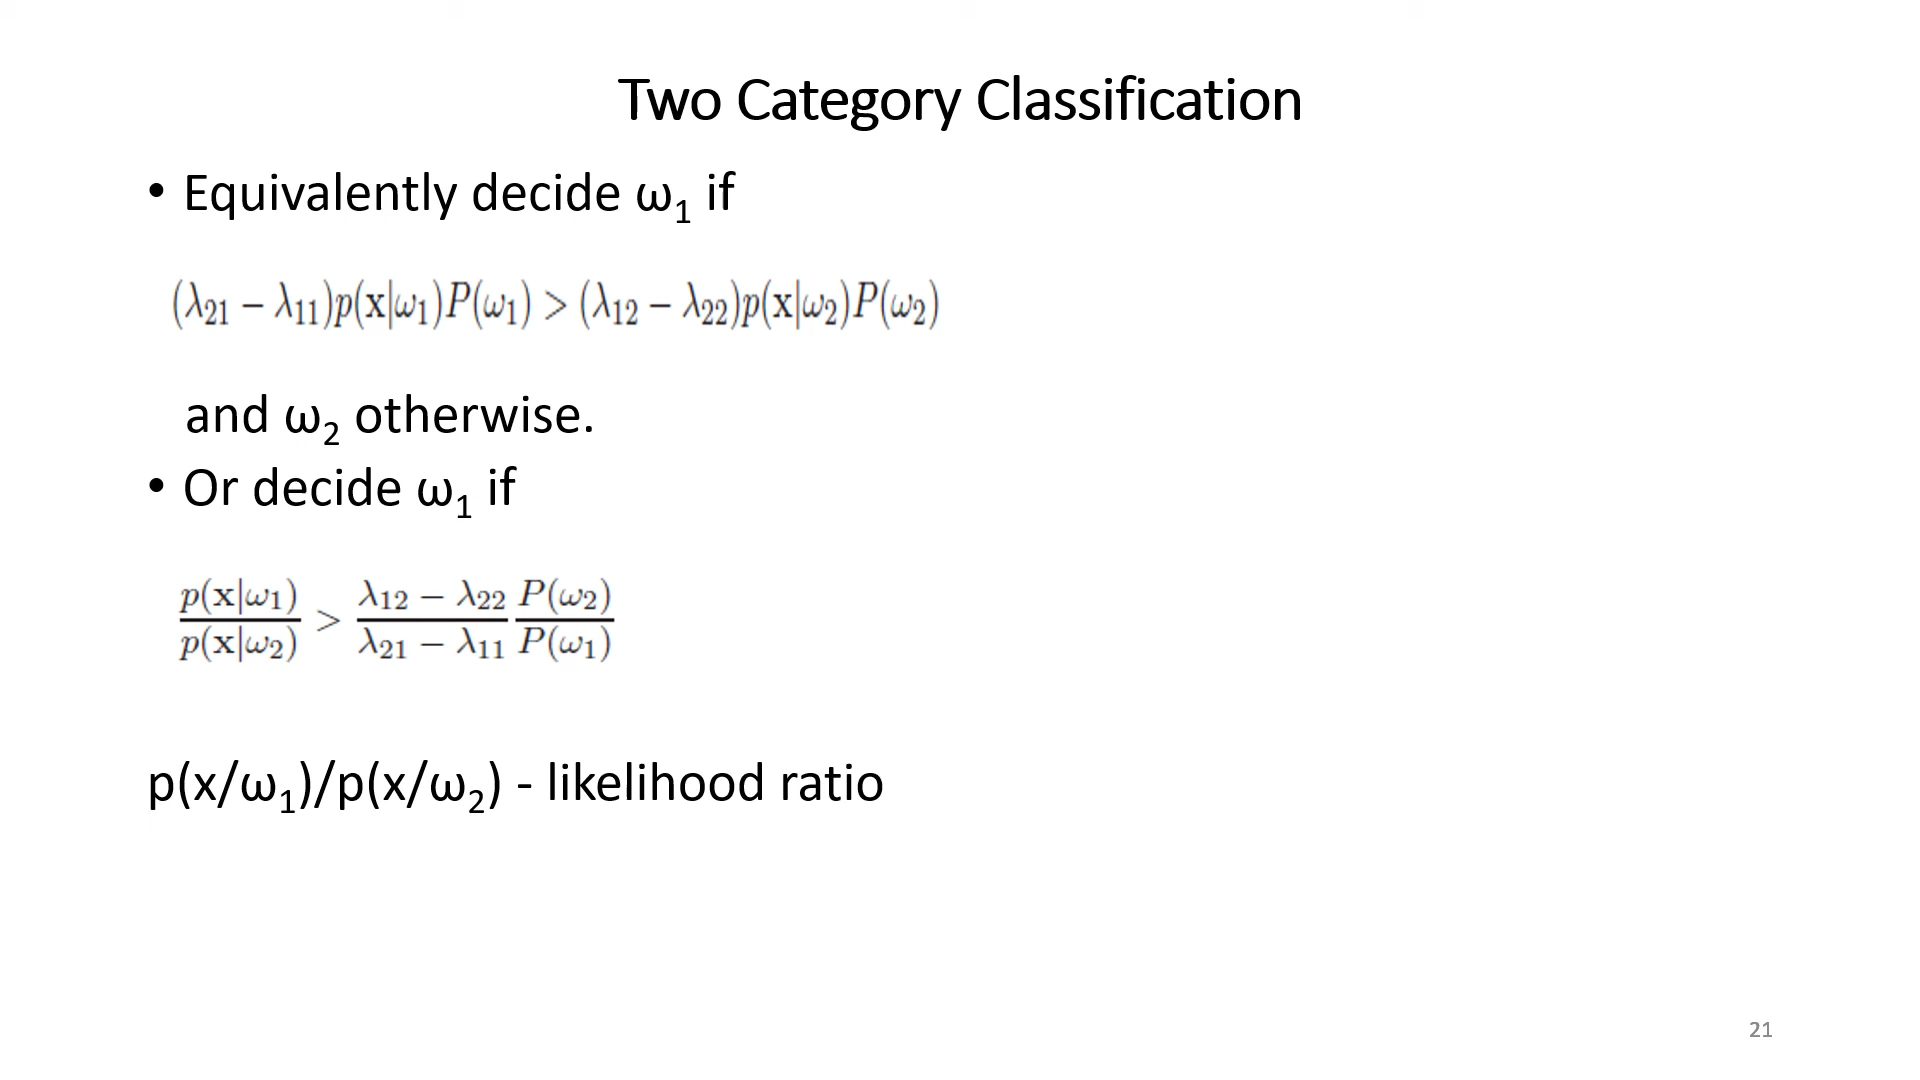 Two Category Classification
• Equivalently decide ω₁ if
(λ₂₁ − λ₁₁)p(x|ω₁)P(ω₁) > (λ₁₂ − λ₂₂)p(x|ω₂)P(ω₂)
and ω₂ otherwise.
• Or decide ω₁ if
p(x|ω₁)/p(x|ω₂) > (λ₁₂ − λ₂₂)/(λ₂₁ − λ₁₁) P(ω₂)/P(ω₁)
p(x/ω₁)/p(x/ω₂) - likelihood ratio
21